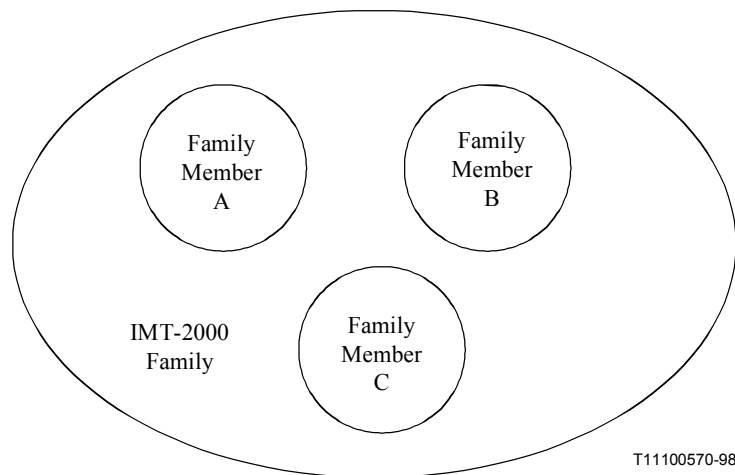 Family
Member
A
Family
Member
B
IMT-2000
Family
Family
Member
C
T11100570-98